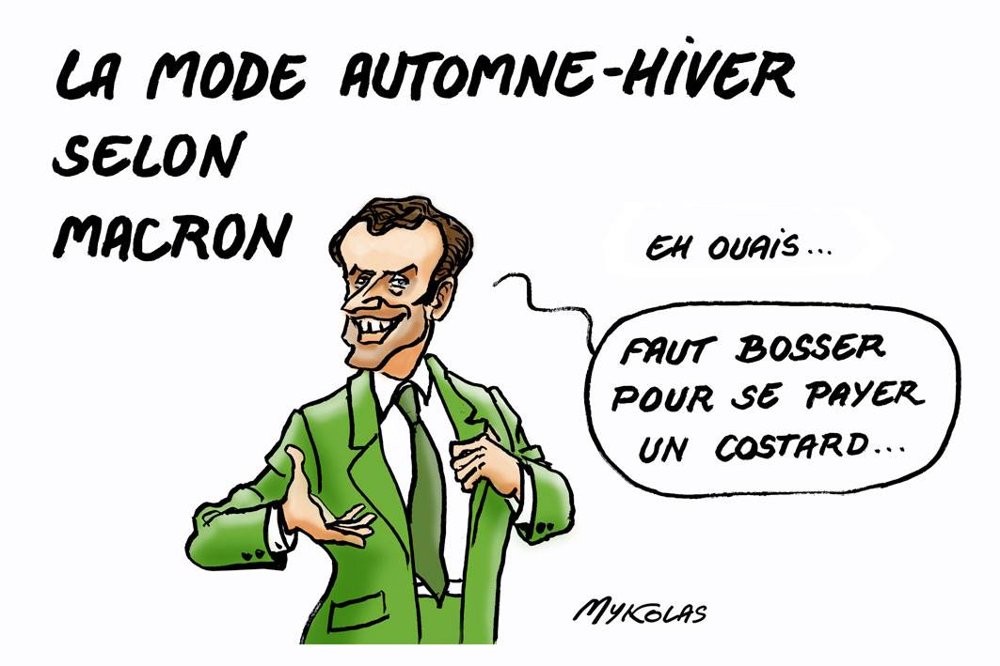 LA MODE AUTOMNE-HIVER
SELON
MACRON
EH OUAIS...
FAUT BOSSER
POUR SE PAYER
UN COSTARD...
MYKOLAS